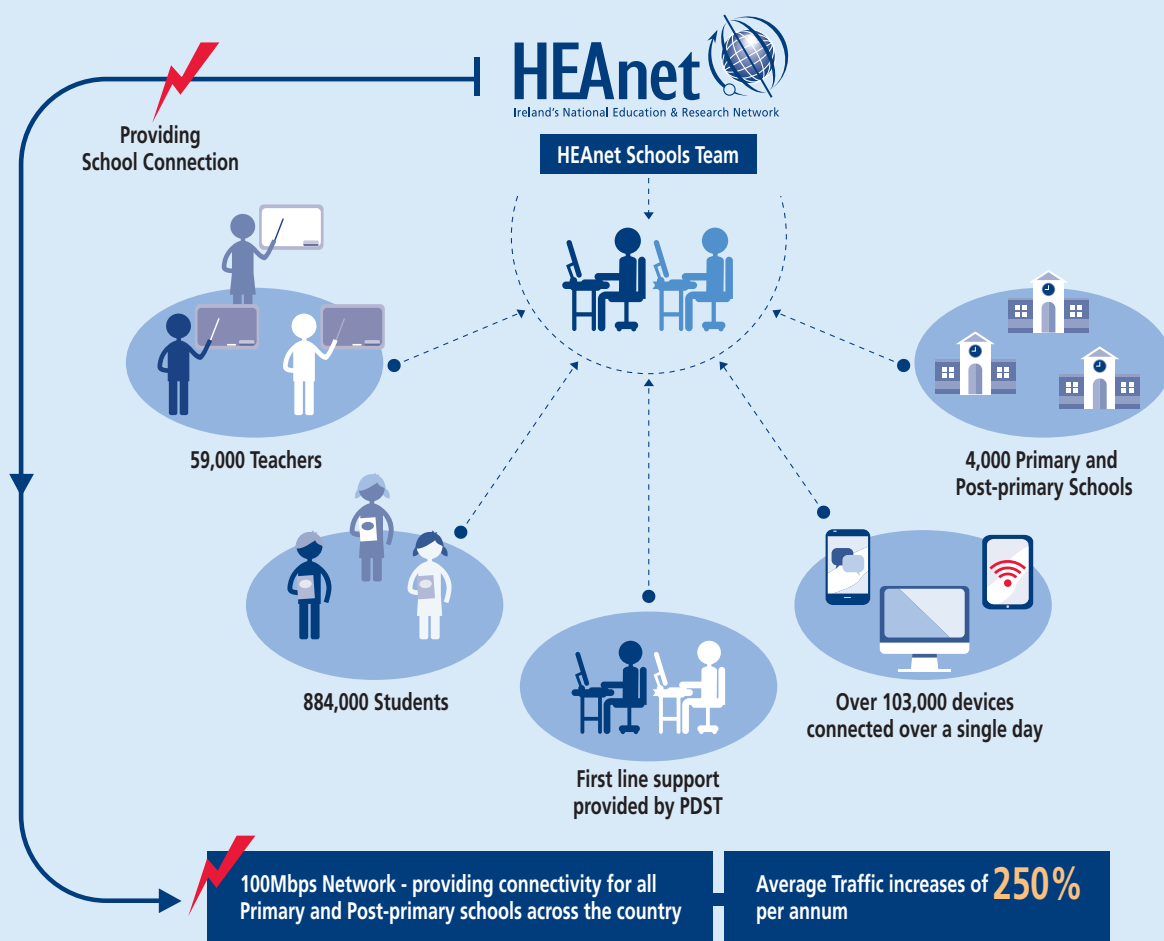 HEAnet
Ireland's National Education & Research Network
HEAnet Schools Team
Providing
School Connection
59,000 Teachers
4,000 Primary and
Post-primary Schools
884,000 Students
Over 103,000 devices
connected over a single day
First line support
provided by PDST
100Mbps Network - providing connectivity for all
Primary and Post-primary schools across the country
Average Traffic increases of 250%
per annum